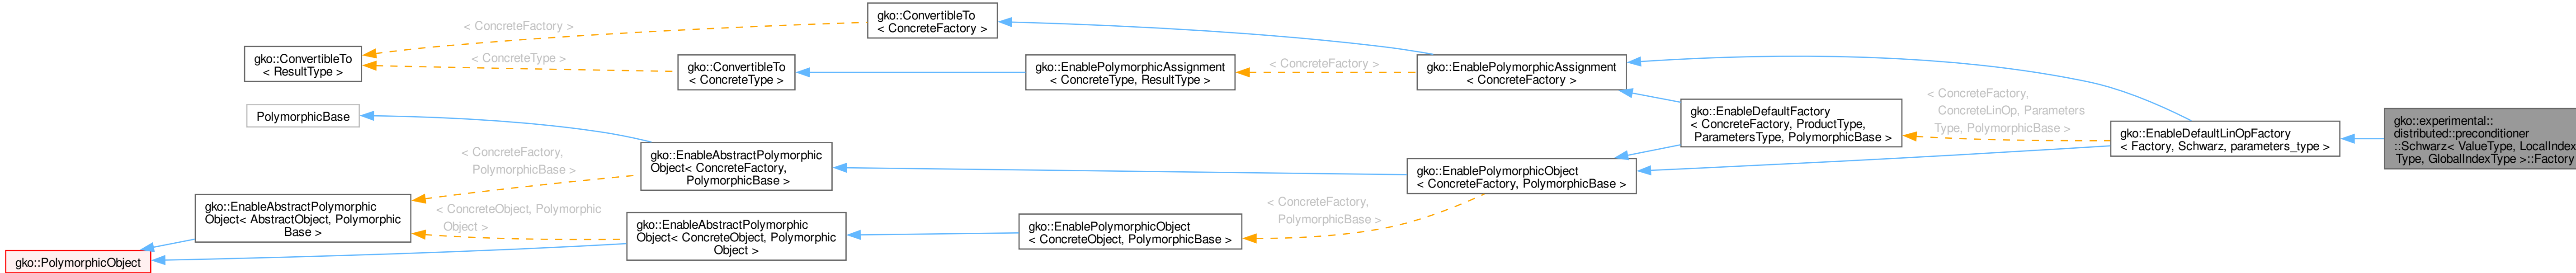 gko::ConvertibleTo
< ConcreteFactory >
< ConcreteFactory >
gko::ConvertibleTo
< ResultType >
< ConcreteType >
gko::ConvertibleTo
< ConcreteType >
gko::EnablePolymorphicAssignment
< ConcreteType, ResultType >
< ConcreteFactory >
gko::EnablePolymorphicAssignment
< ConcreteFactory >
PolymorphicBase
gko::EnableDefaultFactory
< ConcreteFactory, ProductType,
ParametersType, PolymorphicBase >
< ConcreteFactory,
ConcreteLinOp, Parameters
Type, PolymorphicBase >
gko::EnableDefaultLinOpFactory
< Factory, Schwarz, parameters_type >
gko::experimental::
distributed::preconditioner
::Schwarz< ValueType, LocalIndex
Type, GlobalIndexType >::Factory
< ConcreteFactory,
PolymorphicBase >
gko::EnableAbstractPolymorphic
Object< ConcreteFactory,
PolymorphicBase >
gko::EnablePolymorphicObject
< ConcreteFactory, PolymorphicBase >
gko::EnableAbstractPolymorphic
Object< AbstractObject, Polymorphic
Base >
< ConcreteObject, Polymorphic
Object >
gko::EnableAbstractPolymorphic
Object< ConcreteObject, Polymorphic
Object >
gko::EnablePolymorphicObject
< ConcreteObject, PolymorphicBase >
< ConcreteFactory,
PolymorphicBase >
gko::PolymorphicObject